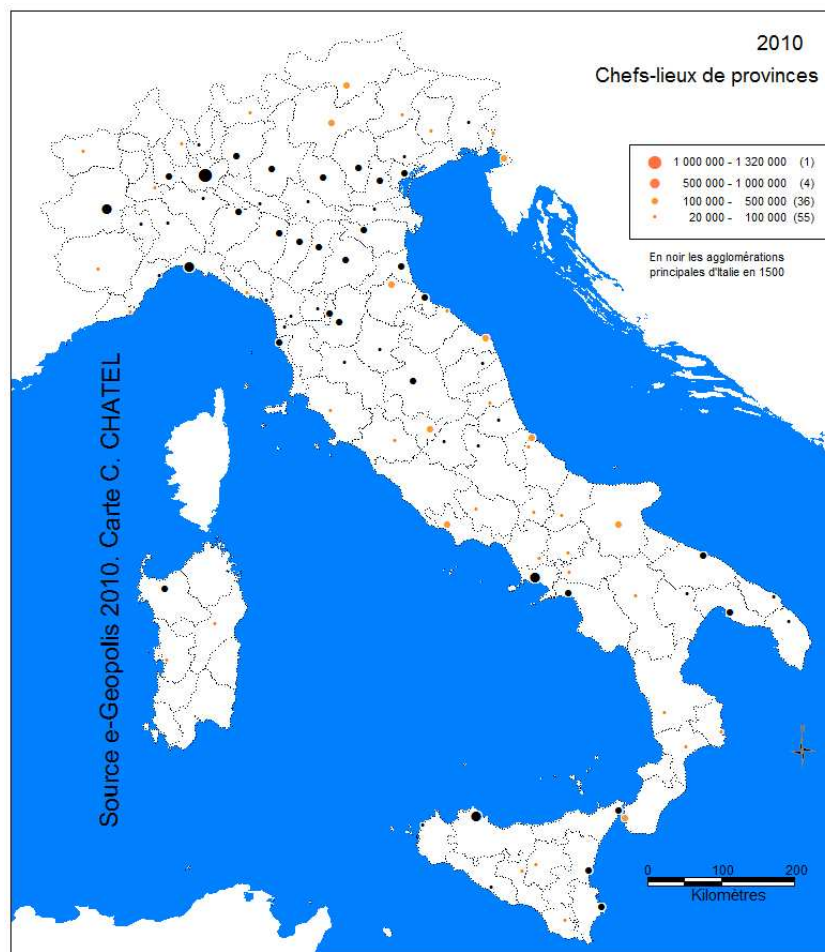 2010
Chefs-lieux de provinces
1 000 000 - 1 320 000 (1)
500 000 - 1 000 000 (4)
100 000 - 500 000 (36)
20 000 - 100 000 (55)
En noir les agglomérations
principales d'Italie en 1500
Source e-Geopolis 2010. Carte C. CHATEL
0 100 200
Kilomètres